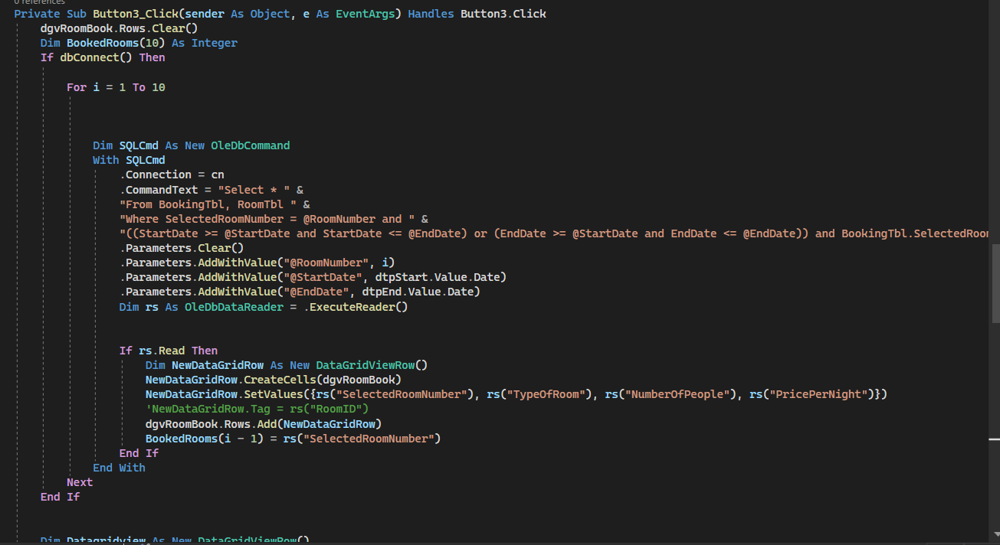 0 references
Private Sub Button3_Click(sender As Object, e As EventArgs) Handles Button3.Click
dgvRoomBook.Rows.Clear()
Dim BookedRooms(10) As Integer
If dbConnect() Then
For i = 1 To 10
Dim SQLCmd As New OleDbCommand
With SQLCmd
.Connection = cn
.CommandText = "Select * " &
"From BookingTbl, RoomTbl " &
"Where SelectedRoomNumber = @RoomNumber and " &
"((StartDate >= @StartDate and StartDate <= @EndDate) or (EndDate >= @StartDate and EndDate <= @EndDate)) and BookingTbl.SelectedRoo
.Parameters.Clear()
.Parameters.AddWithValue("@RoomNumber", i)
.Parameters.AddWithValue("@StartDate", dtpStart.Value.Date)
.Parameters.AddWithValue("@EndDate", dtpEnd.Value.Date)
Dim rs As OleDbDataReader = .ExecuteReader()
If rs.Read Then
Dim NewDataGridRow As New DataGridViewRow()
NewDataGridRow.CreateCells(dgvRoomBook)
NewDataGridRow.SetValues({rs("SelectedRoomNumber"), rs("TypeOfRoom"), rs("NumberOfPeople"), rs("PricePerNight")})
'NewDataGridRow.Tag = rs("RoomID")
dgvRoomBook.Rows.Add(NewDataGridRow)
BookedRooms(i - 1) = rs("SelectedRoomNumber")
End If
End With
Next
End If
Dim Datagridview As New DataGridViewRow()